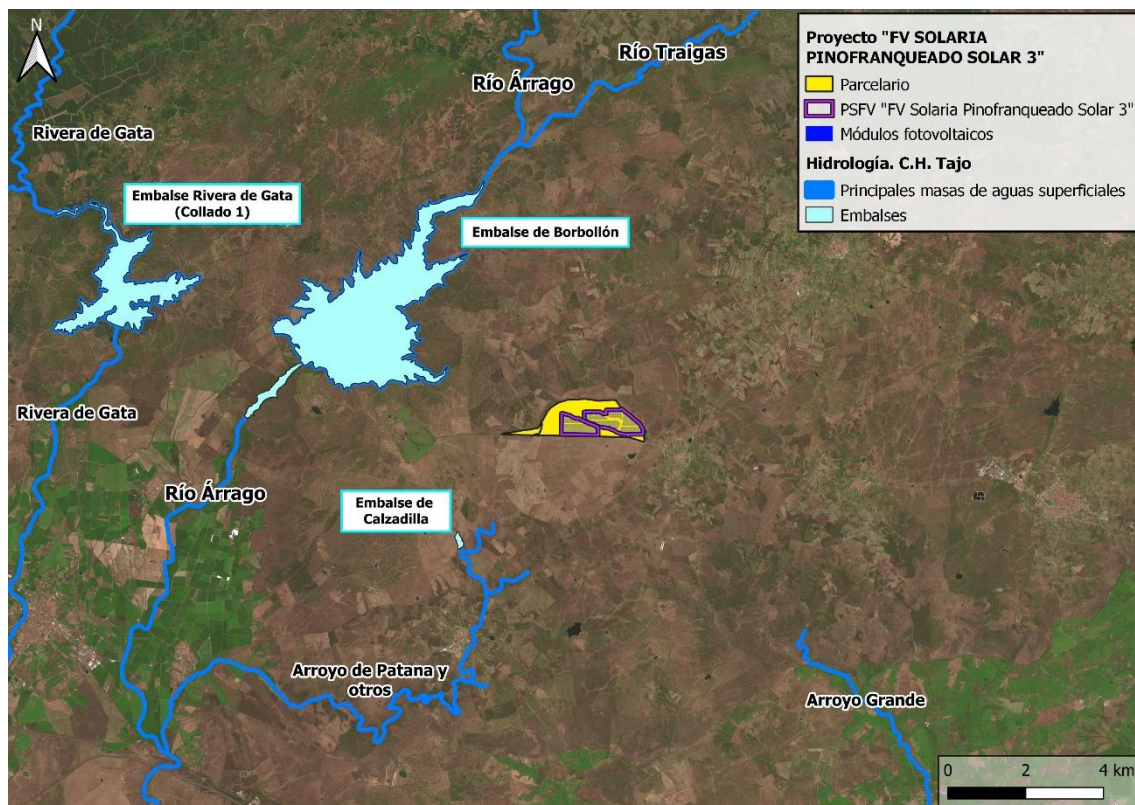 N
Río Traigas
Río Árrago
Rivera de Gata
Embalse Rivera de Gata
(Collado 1)
Embalse de Borbollón
Proyecto "FV SOLARIA
PINOFRANQUEADO SOLAR 3"
Parcelario
PSFV "FV Solaria Pinofranqueado Solar 3"
Módulos fotovoltaicos
Hidrología. C.H. Tajo
Principales masas de aguas superficiales
Embalses
Rivera de Gata
Río Árrago
Embalse de
Calzadilla
Arroyo de Patana y
otros
Arroyo Grande
0 2 4 km